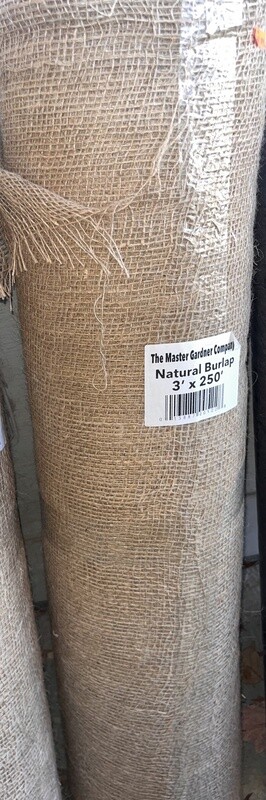 The Master Gardner Company
Natural Burlap
3' x 250'